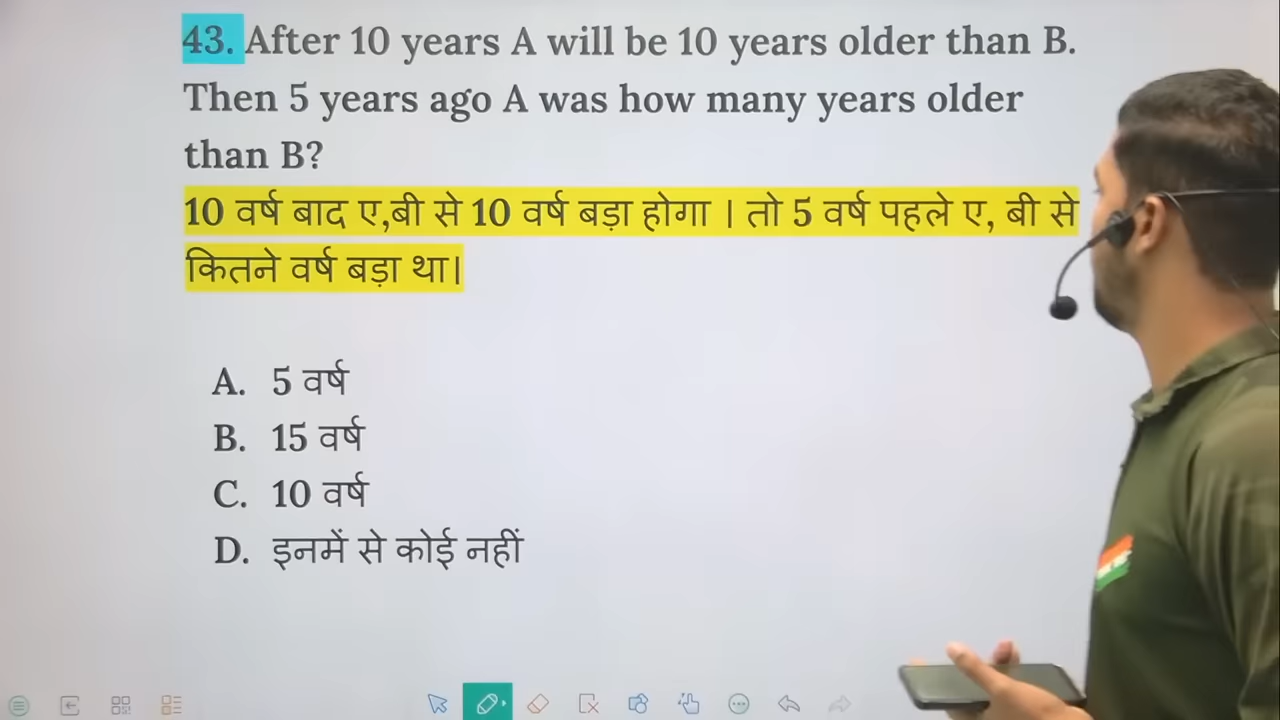 43. After 10 years A will be 10 years older than B.
Then 5 years ago A was how many years older
than B?
10 वर्ष बाद ए,बी से 10 वर्ष बड़ा होगा । तो 5 वर्ष पहले ए, बी से
कितने वर्ष बड़ा था।
A. 5 वर्ष
B. 15 वर्ष
C. 10 वर्ष
D. इनमें से कोई नहीं